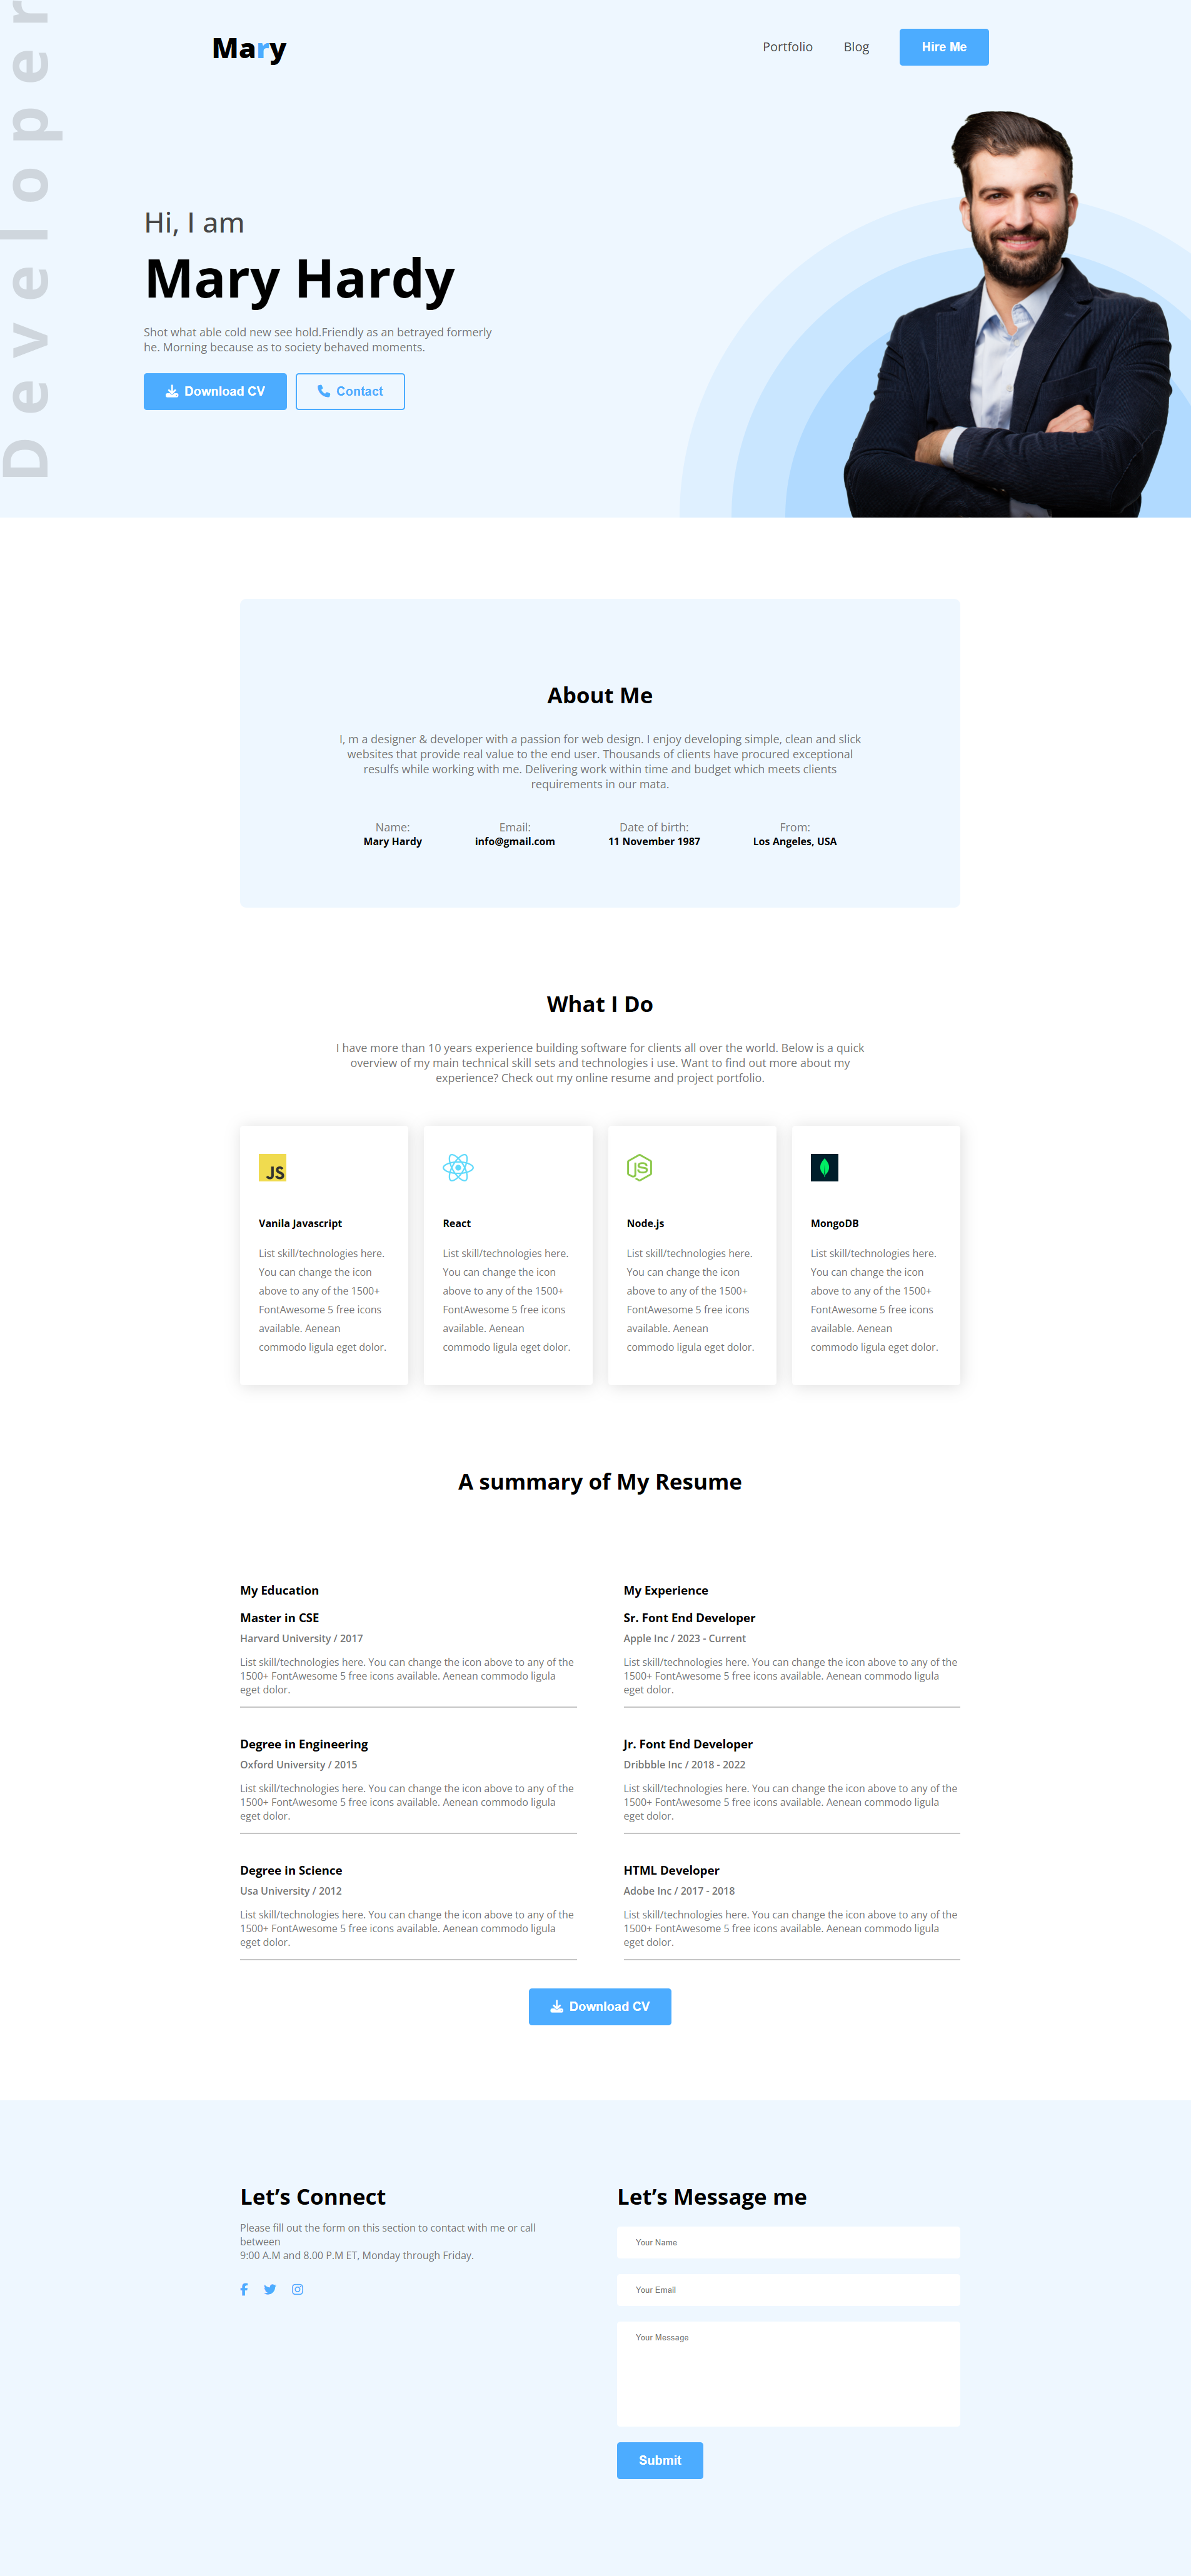 Developer
Mary
Portfolio Blog Hire Me
Hi, I am
Mary Hardy
Shot what able cold new see hold.Friendly as an betrayed formerly
he. Morning because as to society behaved moments.
Download CV Contact
About Me
I, m a designer & developer with a passion for web design. I enjoy developing simple, clean and slick
websites that provide real value to the end user. Thousands of clients have procured exceptional
resulfs while working with me. Delivering work within time and budget which meets clients
requirements in our mata.
Name: Email: Date of birth: From:
Mary Hardy info@gmail.com 11 November 1987 Los Angeles, USA
What I Do
I have more than 10 years experience building software for clients all over the world. Below is a quick
overview of my main technical skill sets and technologies i use. Want to find out more about my
experience? Check out my online resume and project portfolio.
JS
Vanila Javascript
List skill/technologies here.
You can change the icon
above to any of the 1500+
FontAwesome 5 free icons
available. Aenean
commodo ligula eget dolor.
React
List skill/technologies here.
You can change the icon
above to any of the 1500+
FontAwesome 5 free icons
available. Aenean
commodo ligula eget dolor.
JS
Node.js
List skill/technologies here.
You can change the icon
above to any of the 1500+
FontAwesome 5 free icons
available. Aenean
commodo ligula eget dolor.
MongoDB
List skill/technologies here.
You can change the icon
above to any of the 1500+
FontAwesome 5 free icons
available. Aenean
commodo ligula eget dolor.
A summary of My Resume
My Education
Master in CSE
Harvard University / 2017
List skill/technologies here. You can change the icon above to any of the
1500+ FontAwesome 5 free icons available. Aenean commodo ligula
eget dolor.
Degree in Engineering
Oxford University / 2015
List skill/technologies here. You can change the icon above to any of the
1500+ FontAwesome 5 free icons available. Aenean commodo ligula
eget dolor.
Degree in Science
Usa University / 2012
List skill/technologies here. You can change the icon above to any of the
1500+ FontAwesome 5 free icons available. Aenean commodo ligula
eget dolor.
My Experience
Sr. Font End Developer
Apple Inc / 2023 - Current
List skill/technologies here. You can change the icon above to any of the
1500+ FontAwesome 5 free icons available. Aenean commodo ligula
eget dolor.
Jr. Font End Developer
Dribbble Inc / 2018 - 2022
List skill/technologies here. You can change the icon above to any of the
1500+ FontAwesome 5 free icons available. Aenean commodo ligula
eget dolor.
HTML Developer
Adobe Inc / 2017 - 2018
List skill/technologies here. You can change the icon above to any of the
1500+ FontAwesome 5 free icons available. Aenean commodo ligula
eget dolor.
Download CV
Let’s Connect
Please fill out the form on this section to contact with me or call
between
9:00 A.M and 8.00 P.M ET, Monday through Friday.
Let’s Message me
Your Name
Your Email
Your Message
Submit